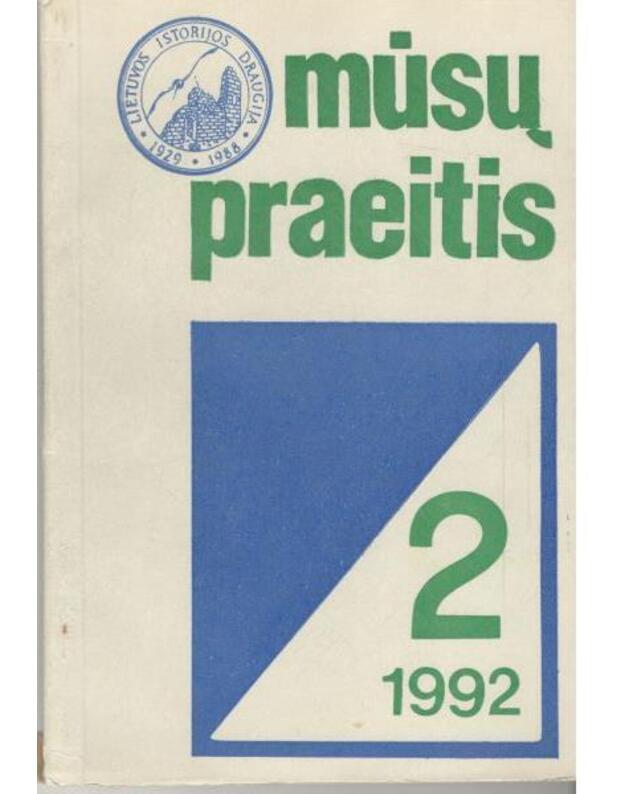 LIETUVOS ISTORIJOS DRAUGIJA
• 1929 • 1988 •
mūsų
praeitis
2
1992